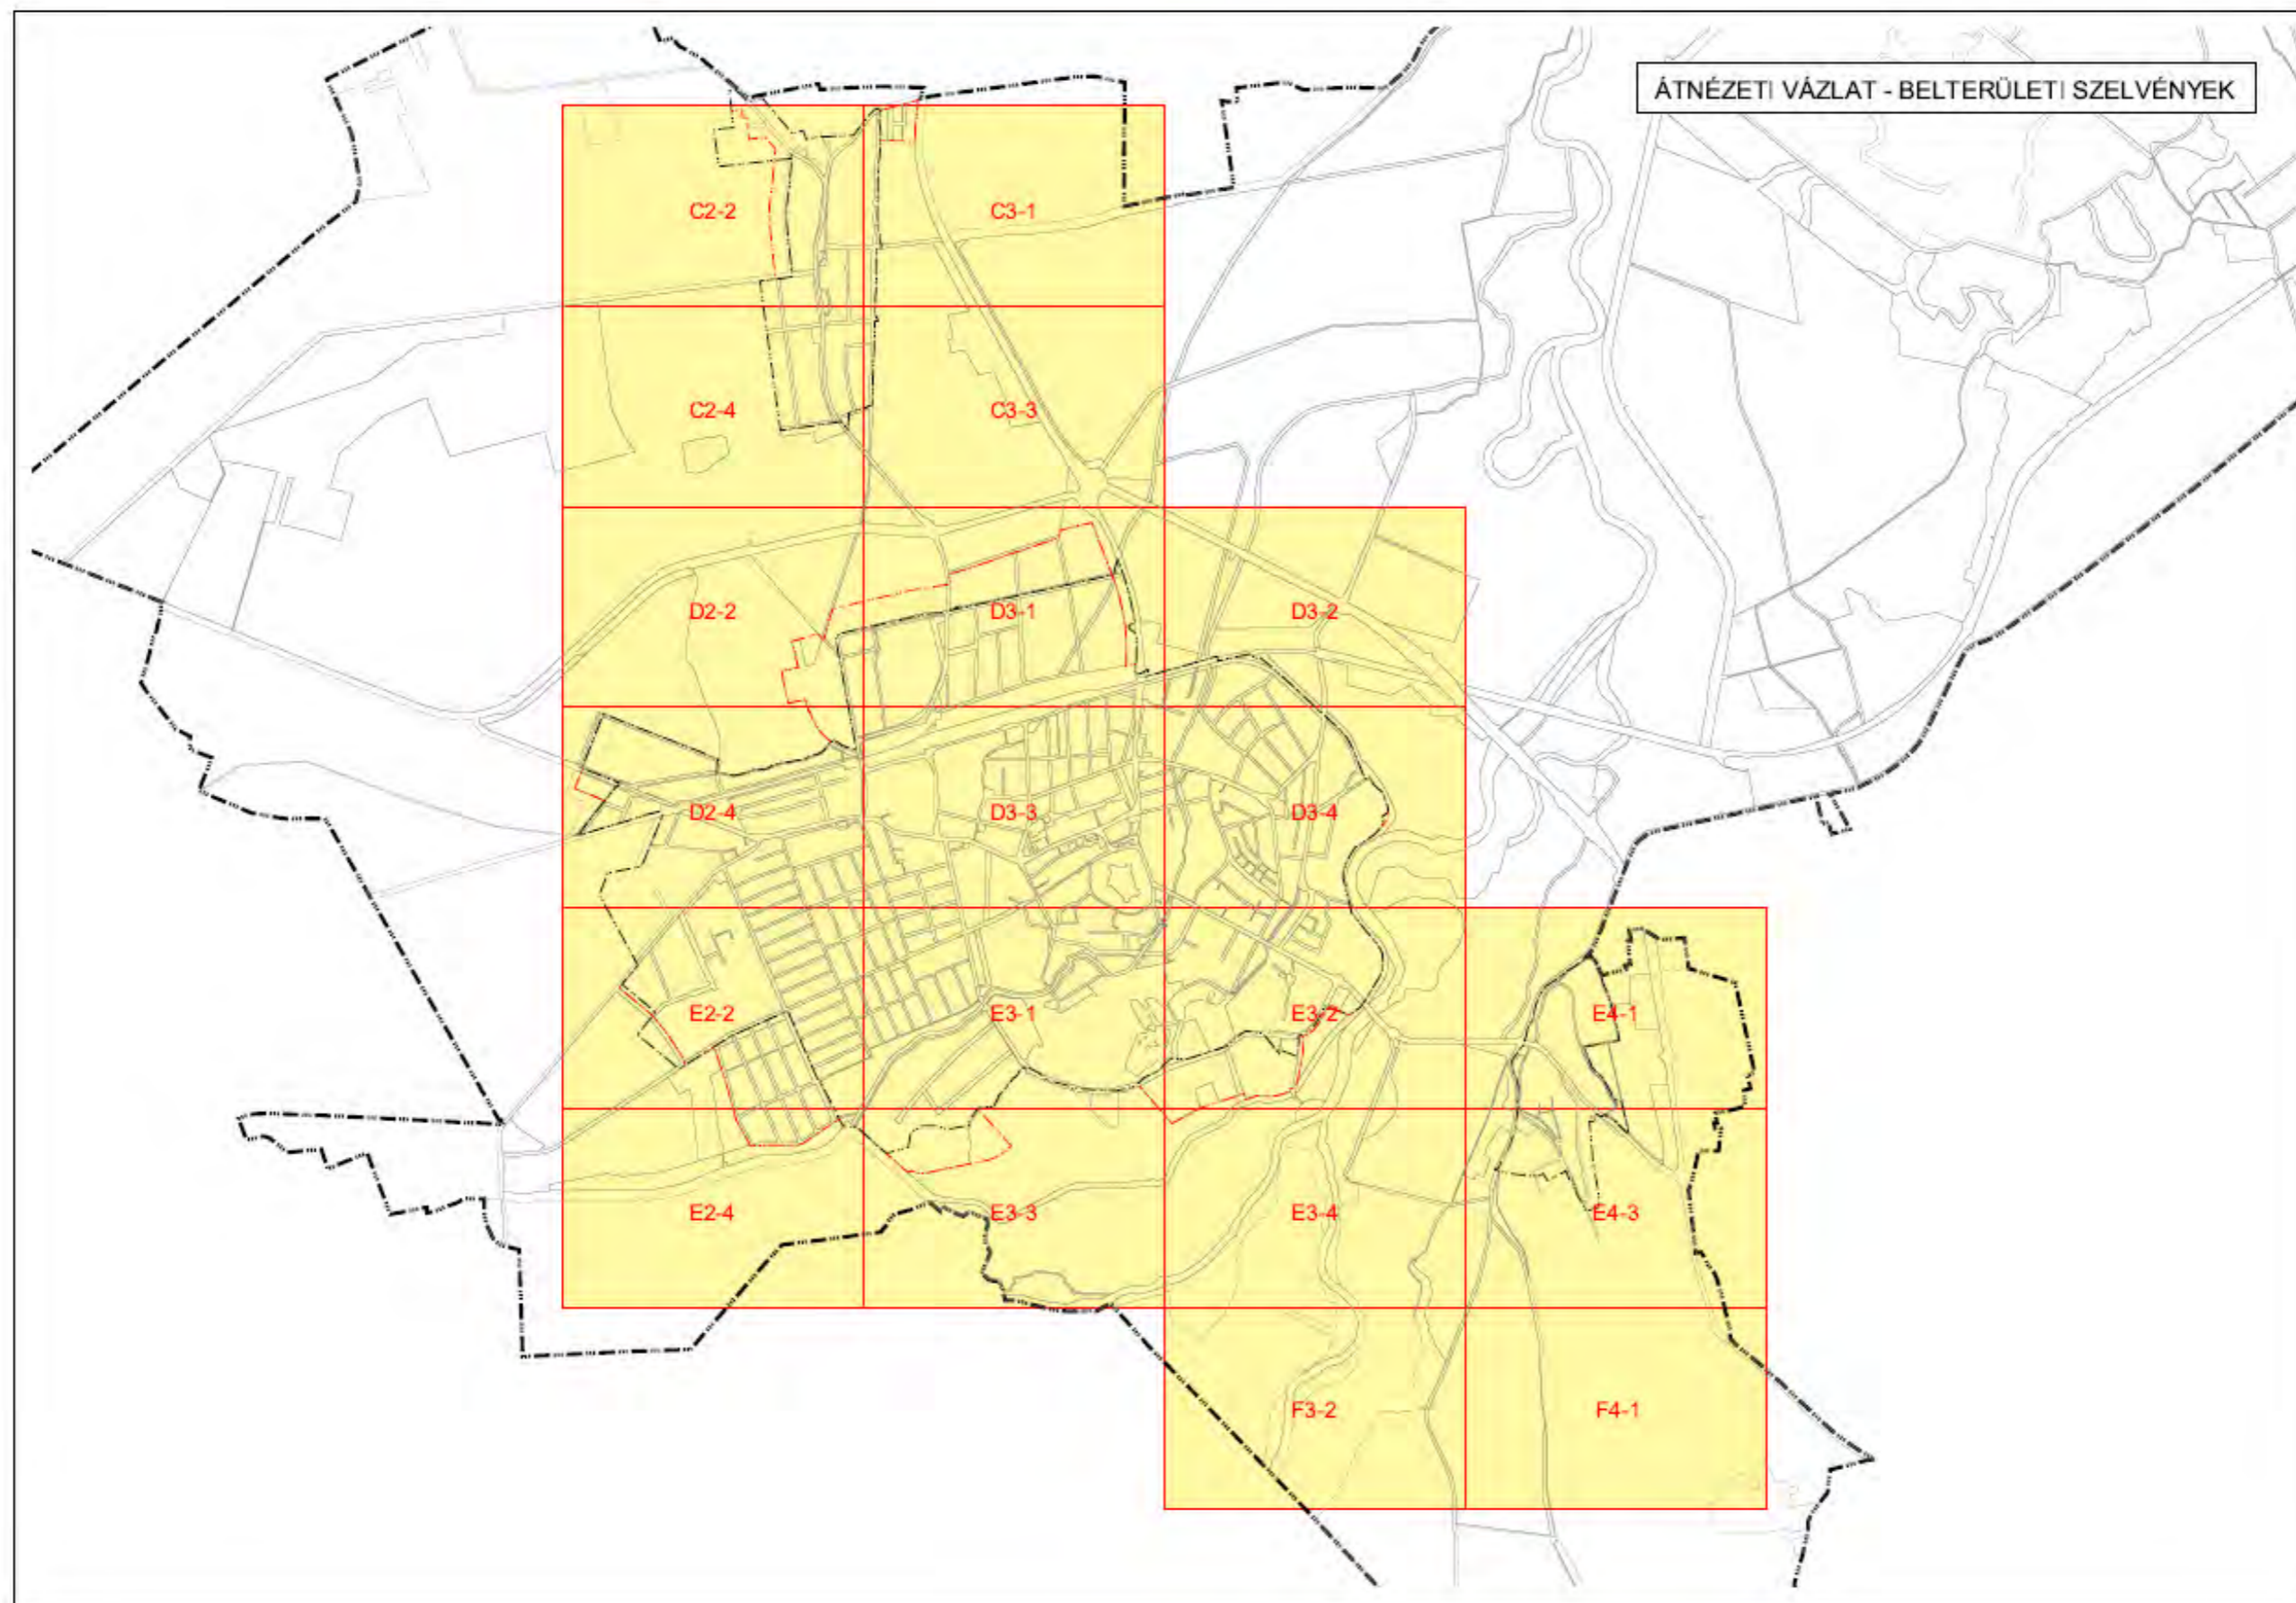 ÁTNÉZETI VÁZLAT - BELTERÜLETI SZELVÉNYEK
C2-2
C3-1
C2-4
C3-3
D2-2
D3-1
D3-2
D2-4
D3-3
D3-4
E2-2
E3-1
E3-2
E4-1
E2-4
E3-3
E3-4
E4-3
F3-2
F4-1